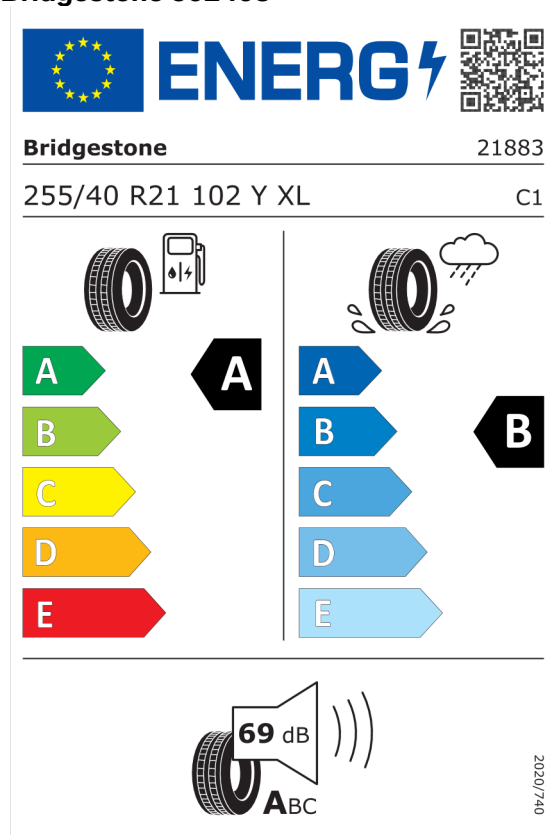 ENERG
Bridgestone 21883
255/40 R21 102 Y XL C1
A A A
B B B
C C
D D
E E
69 dB
ABC
2020/740